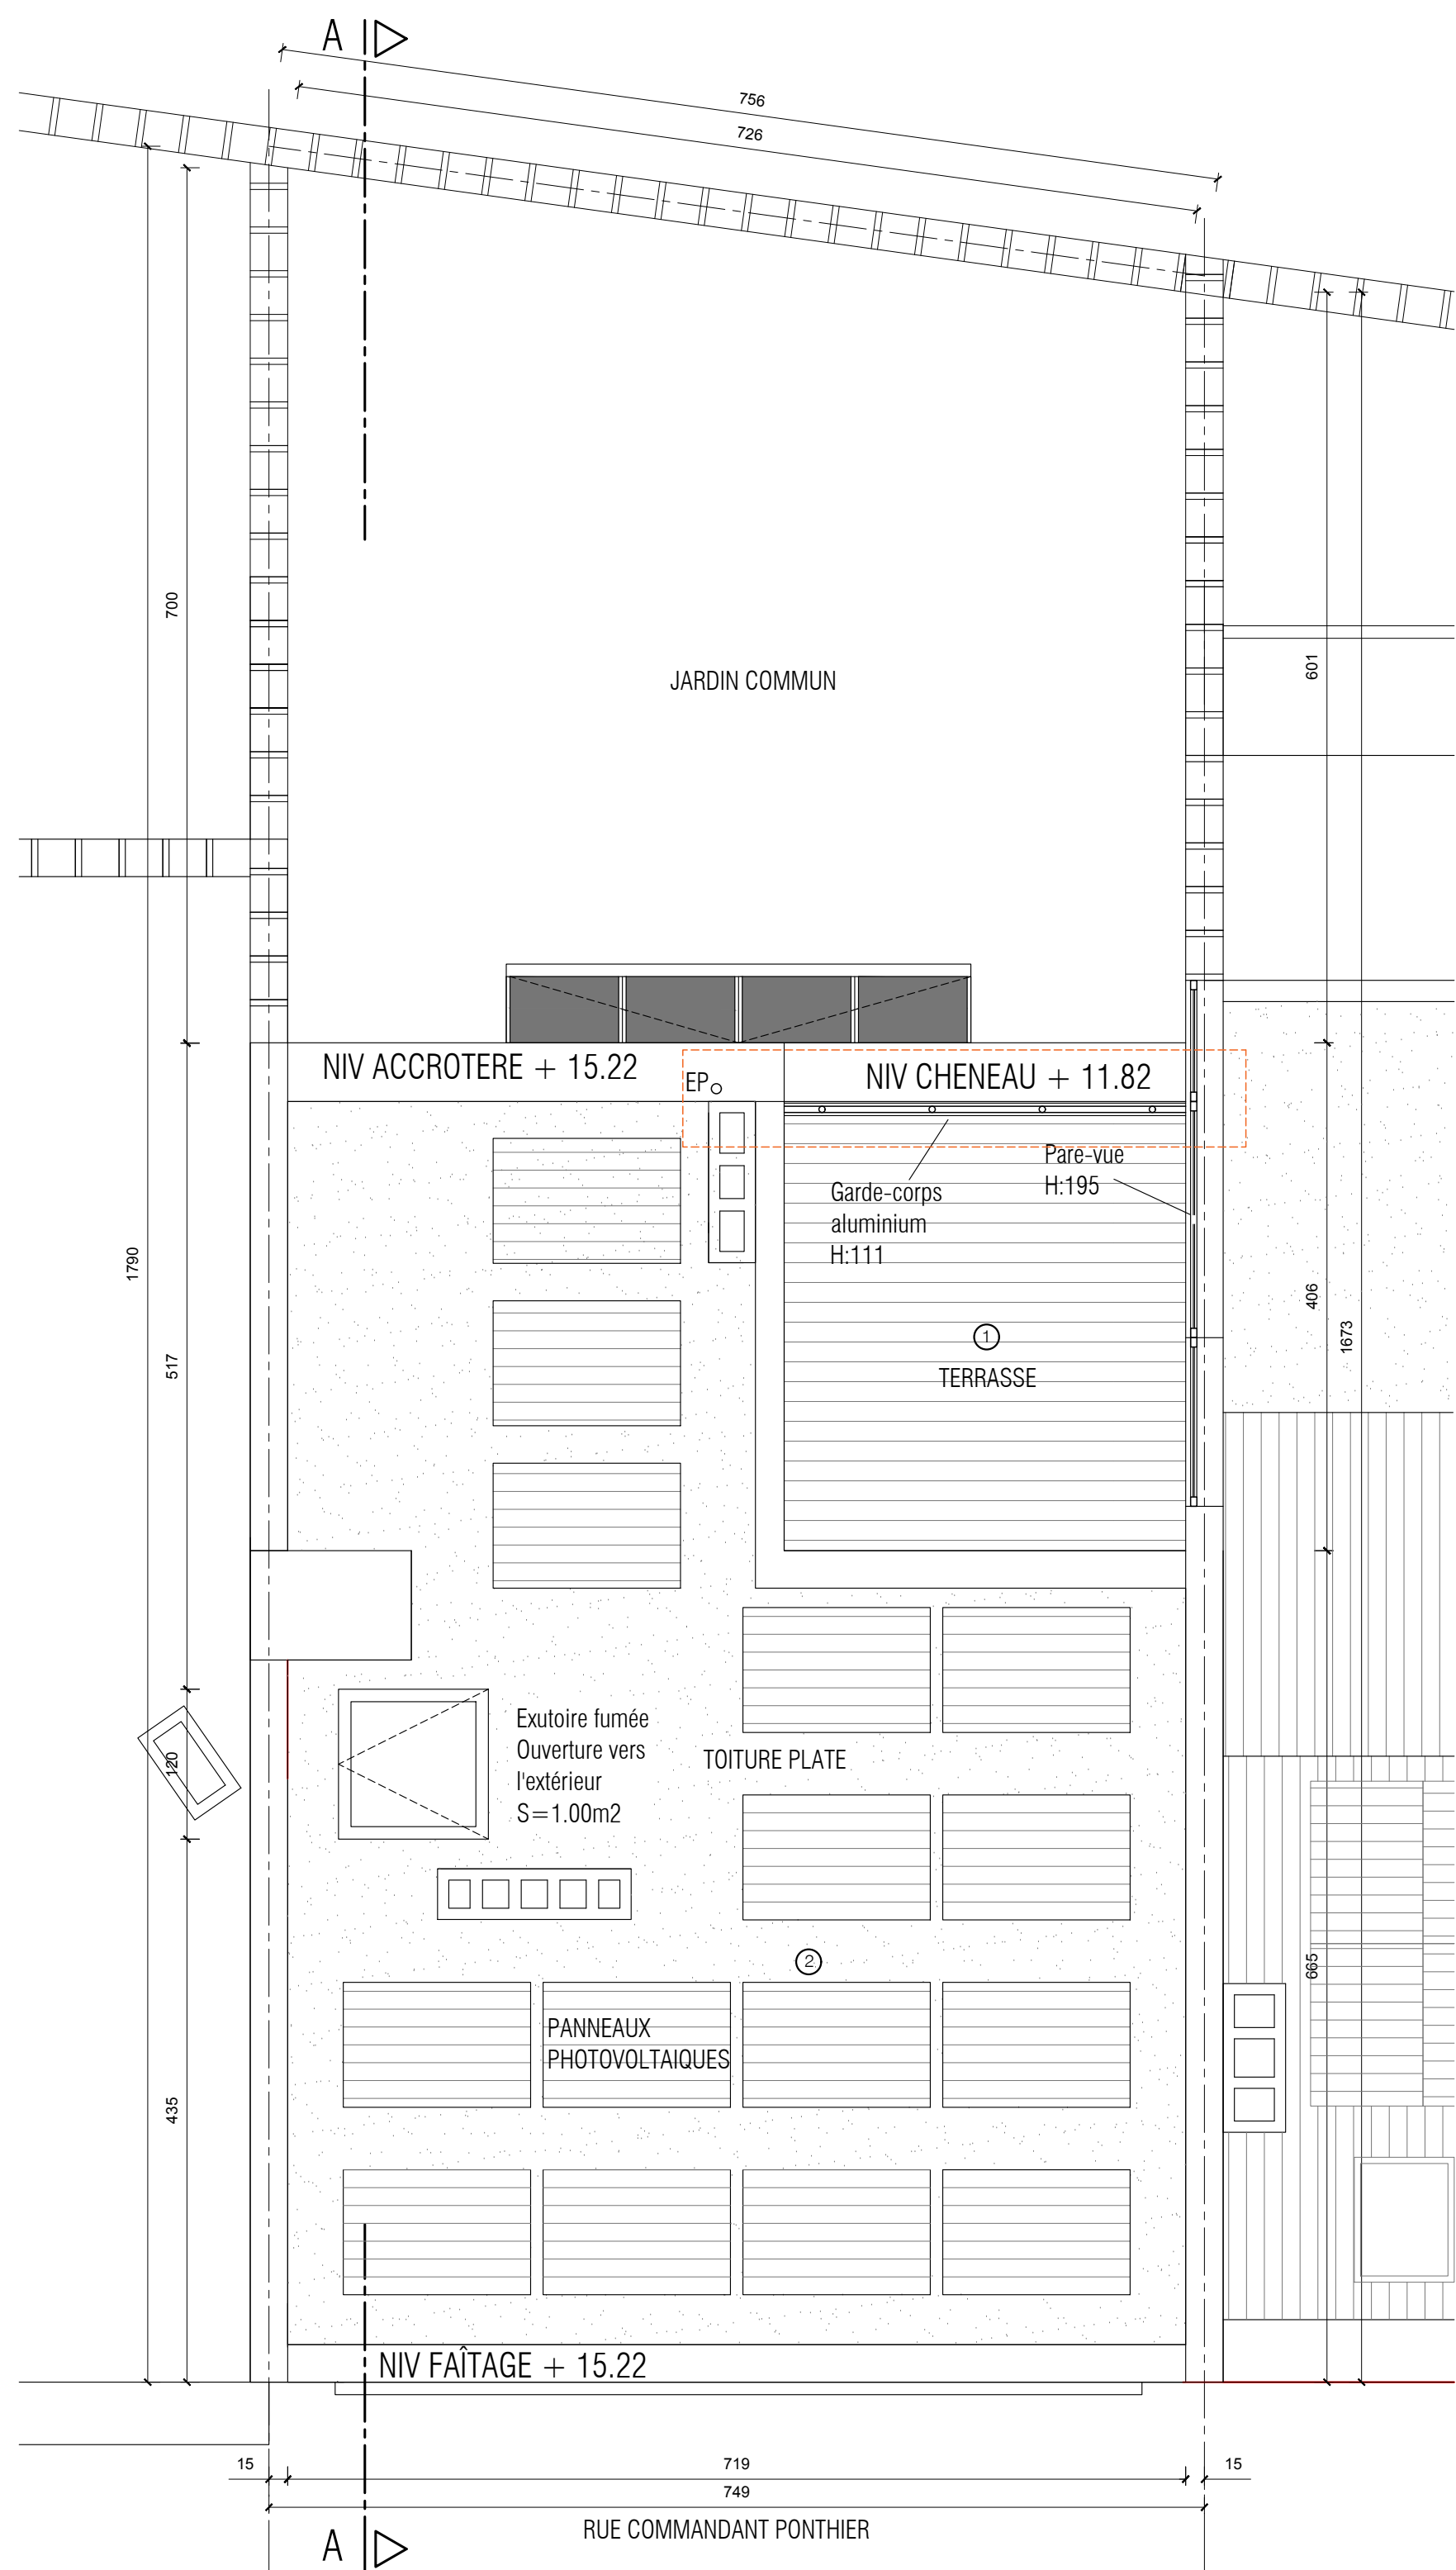 A
756
726
700
601
JARDIN COMMUN
NIV ACCROTERE + 15.22
EP
NIV CHENEAU + 11.82
Pare-vue
H:195
Garde-corps
aluminium
H:111
1790
406
1673
517
1
TERRASSE
Exutoire fumée
Ouverture vers
l'extérieur
S=1.00m2
TOITURE PLATE
120
2
665
PANNEAUX
PHOTOVOLTAIQUES
435
NIV FAÎTAGE + 15.22
15
719
15
749
RUE COMMANDANT PONTHIER
A